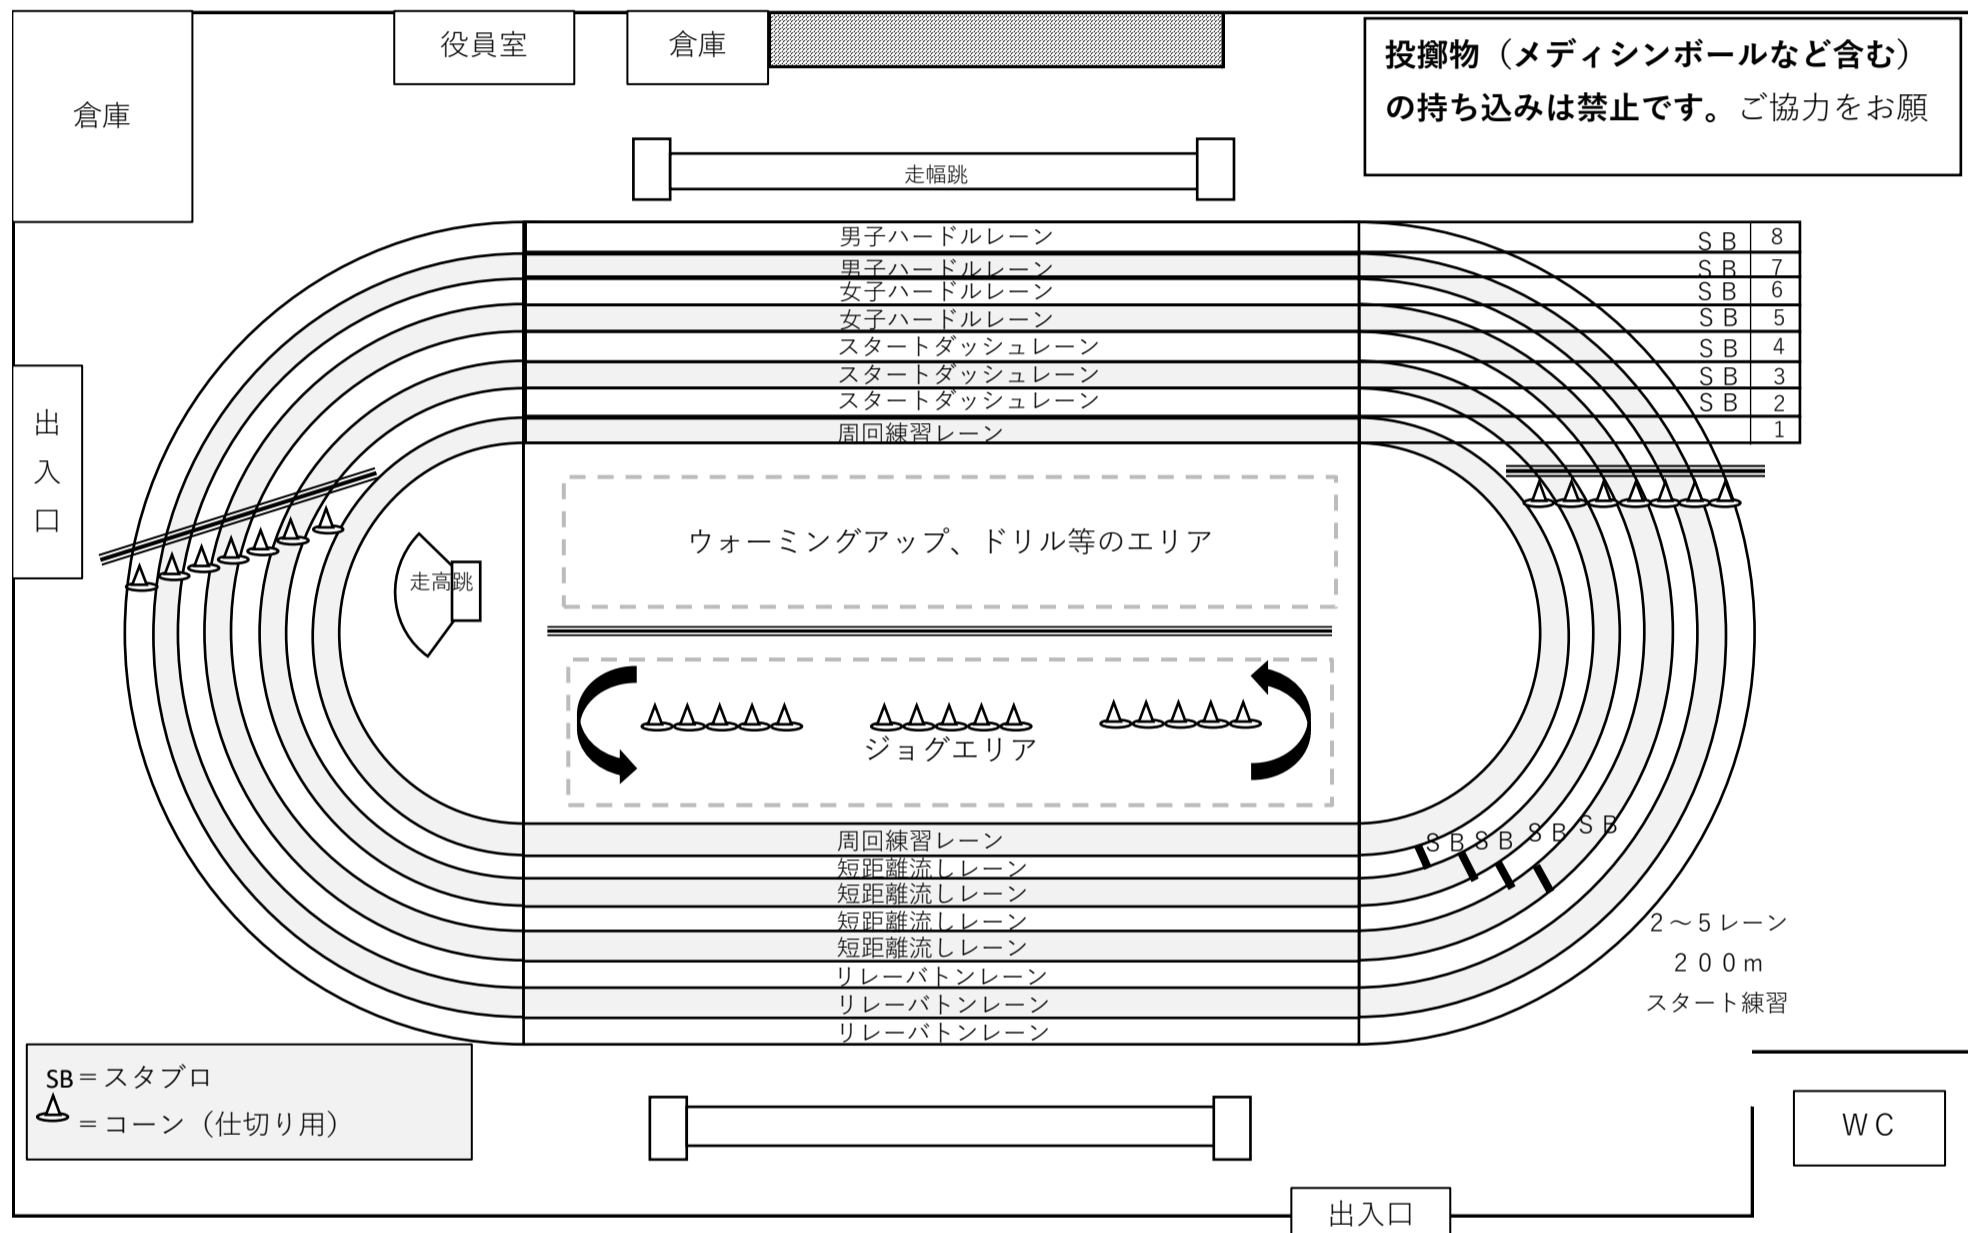 役員室
倉庫
倉庫
投擲物（メディシンボールなど含む）
の持ち込みは禁止です。ご協力をお願
走幅跳
男子ハードルレーン ＳＢ 8
男子ハードルレーン ＳＢ 7
女子ハードルレーン ＳＢ 6
女子ハードルレーン ＳＢ 5
スタートダッシュレーン ＳＢ 4
スタートダッシュレーン ＳＢ 3
スタートダッシュレーン ＳＢ 2
周回練習レーン 1
出入口
ウォーミングアップ、ドリル等のエリア
走高跳
ジョグエリア
周回練習レーン
ＳＢ ＳＢ ＳＢ ＳＢ
短距離流しレーン
短距離流しレーン
短距離流しレーン
短距離流しレーン
リレーバトンレーン
リレーバトンレーン
リレーバトンレーン
２～５レーン
２００ｍ
スタート練習
SB＝スタブロ
＝コーン（仕切り用）
ＷＣ
出入口